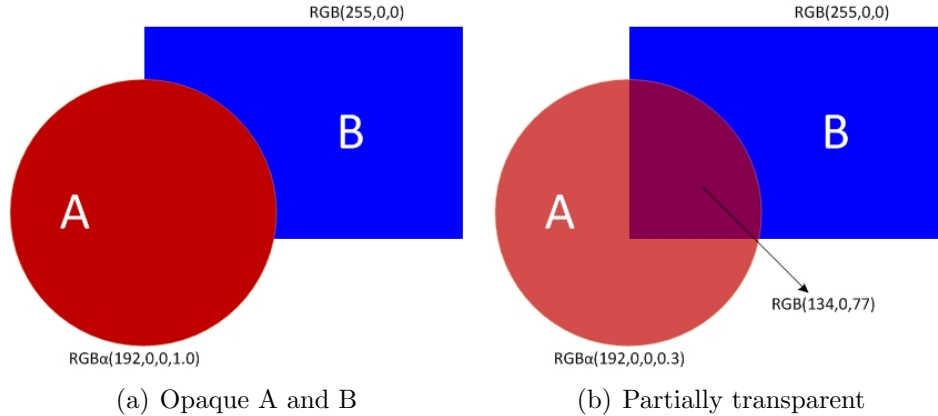 RGB(255,0,0)
B
A
RGBα(192,0,0,1.0)
(a) Opaque A and B
RGB(255,0,0)
B
A
RGB(134,0,77)
RGBα(192,0,0,0.3)
(b) Partially transparent